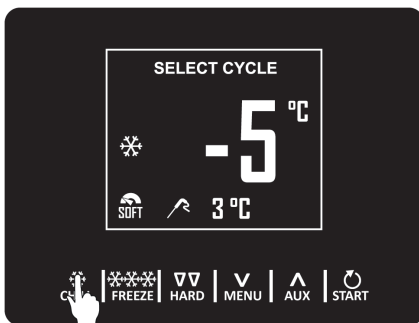 SELECT CYCLE
-5 °C
SOFT 3 °C
FREEZE HARD MENU AUX START